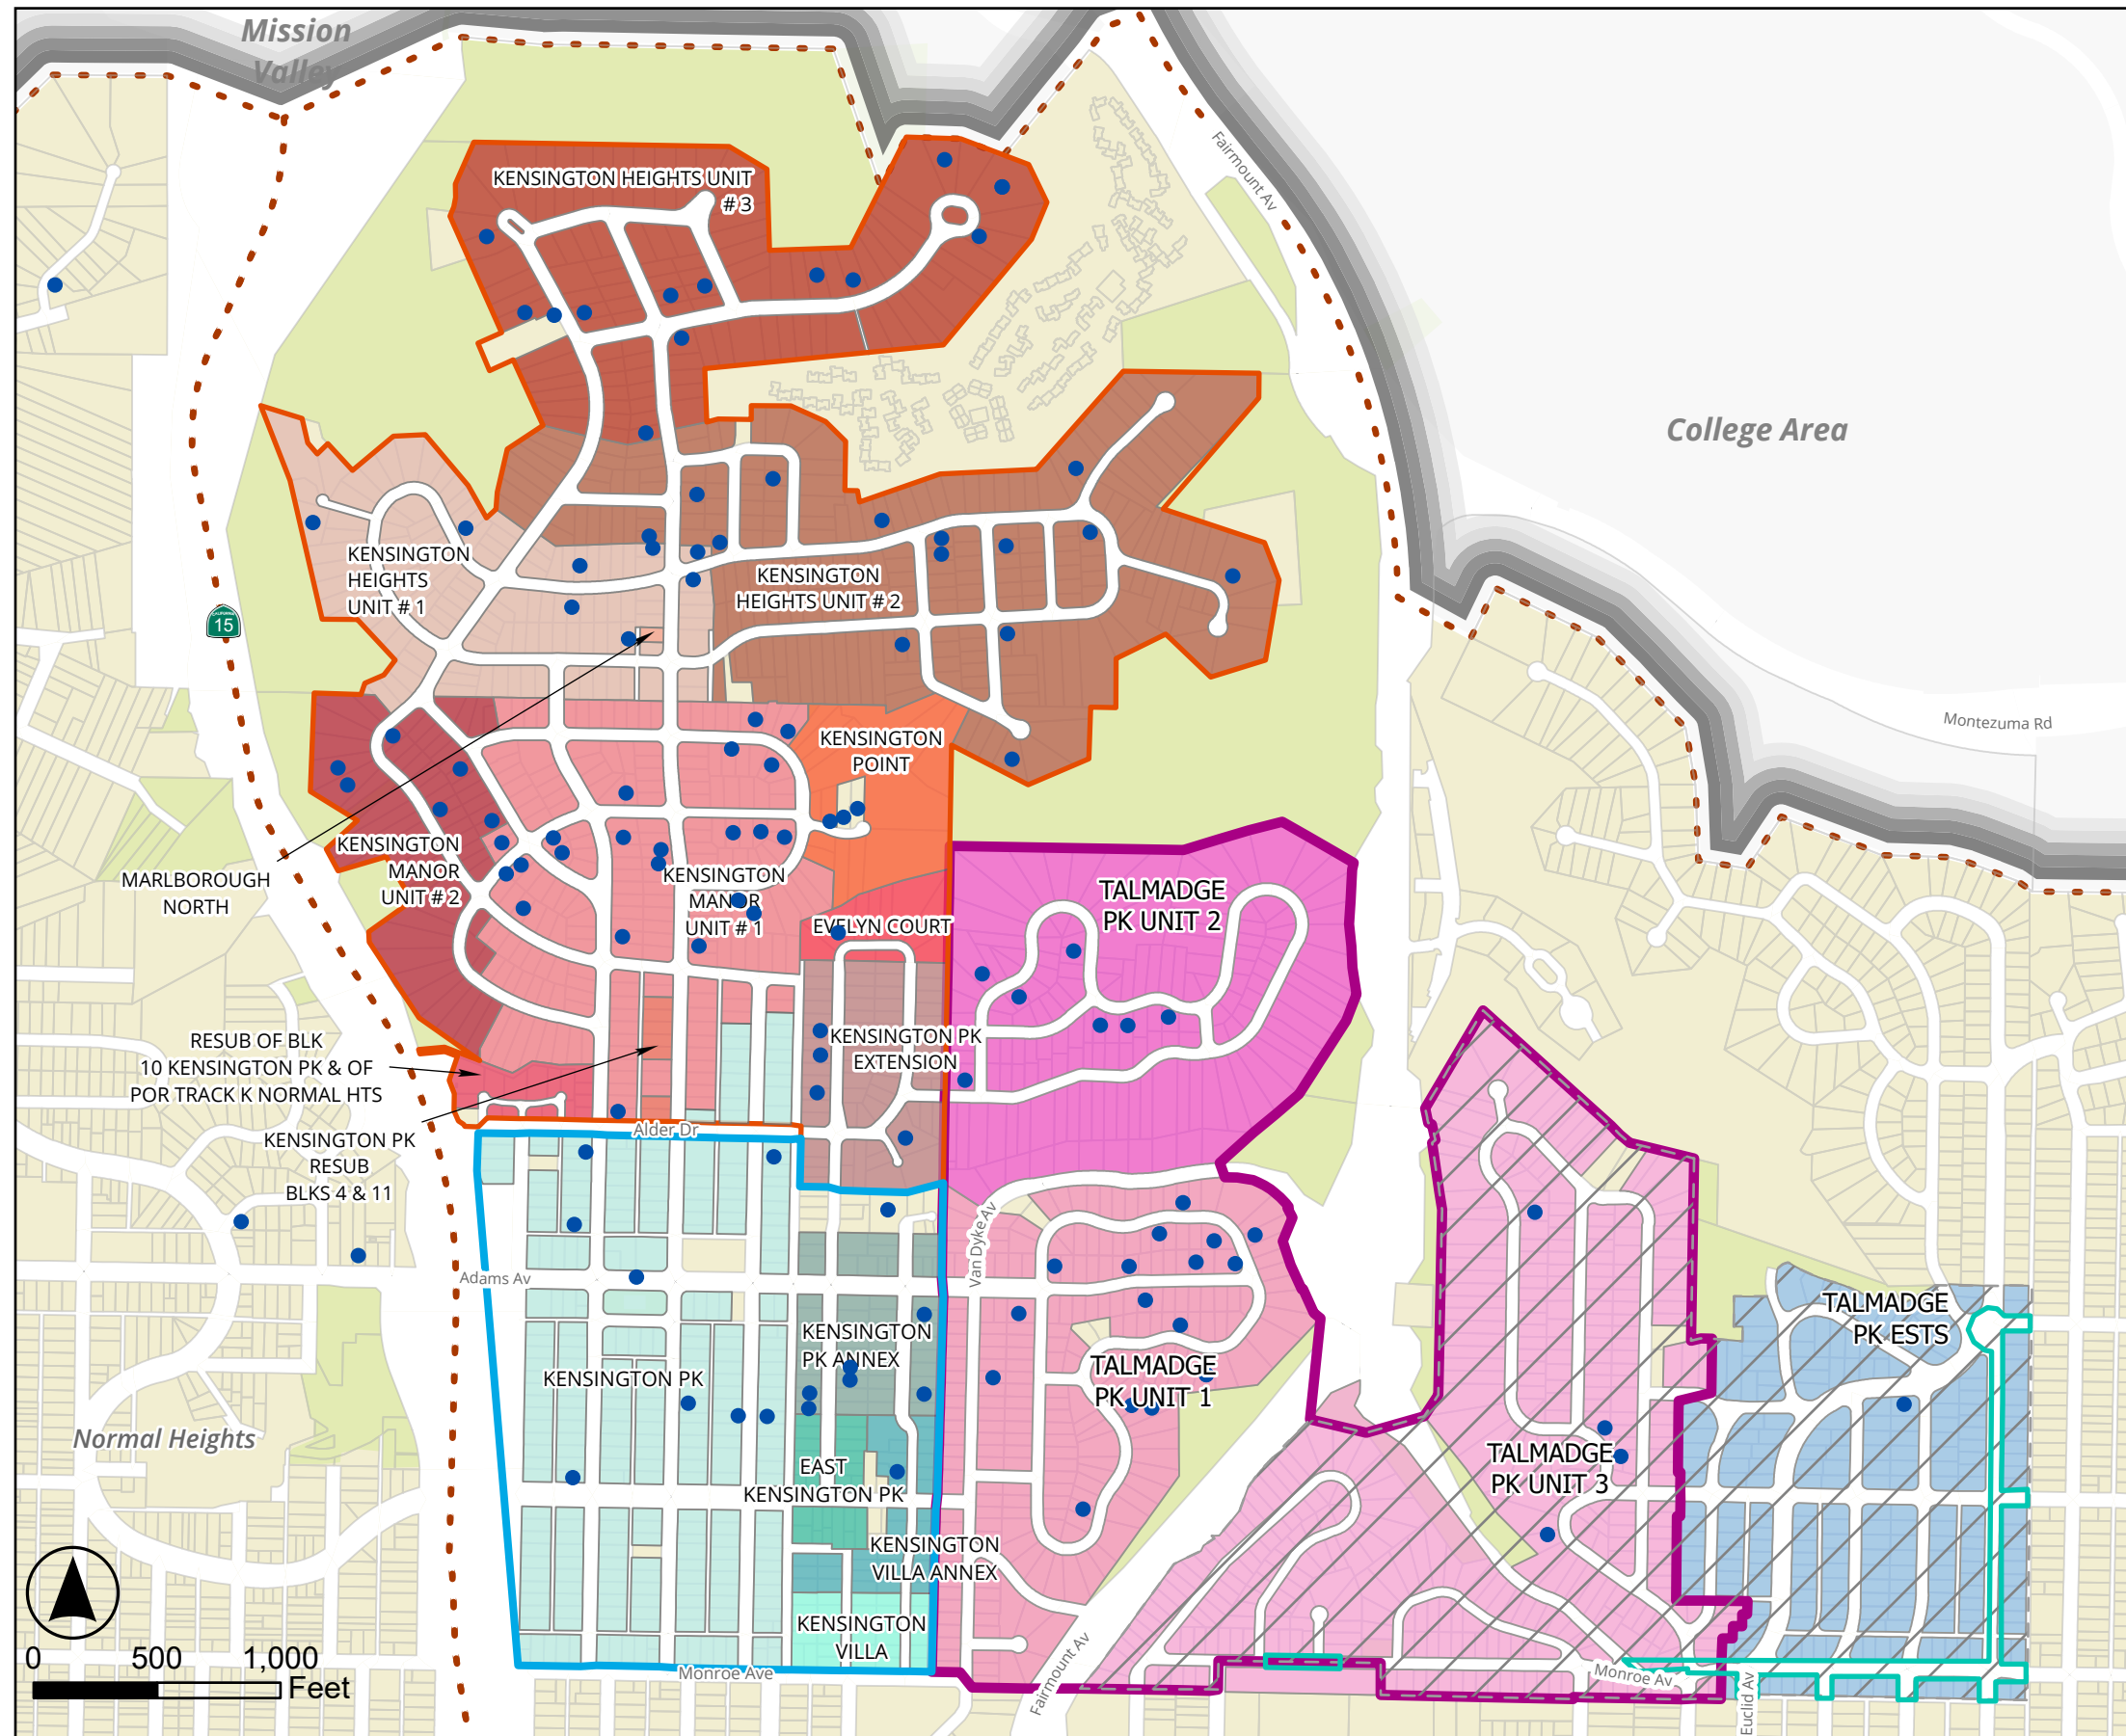 Mission
Valley
KENSINGTON HEIGHTS UNIT
#3
Fairmount Av
College Area
KENSINGTON
HEIGHTS
UNIT #1
KENSINGTON
HEIGHTS UNIT #2
CALIFORNIA
15
Montezuma Rd
KENSINGTON
POINT
KENSINGTON
MANOR
UNIT #2
MARLBOROUGH
NORTH
KENSINGTON
MANOR
UNIT #1
EVELYN COURT
TALMADGE
PK UNIT 2
RESUB OF BLK
10 KENSINGTON PK & OF
POR TRACK K NORMAL HTS
KENSINGTON PK
EXTENSION
KENSINGTON PK
RESUB
BLKS 4 & 11
Alder Dr
Van Dyke Av
Adams Av
KENSINGTON
PK ANNEX
KENSINGTON PK
TALMADGE
PK UNIT 1
TALMADGE
PK ESTS
Normal Heights
EAST
KENSINGTON PK
TALMADGE
PK UNIT 3
KENSINGTON
VILLA ANNEX
KENSINGTON
VILLA
Monroe Ave
Fairmount Av
Monroe Av
Euclid Av
0 500 1,000
Feet